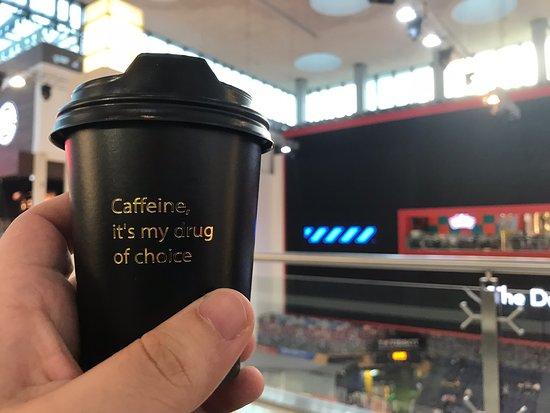 Caffeine,
it's my drug
of choice
The D